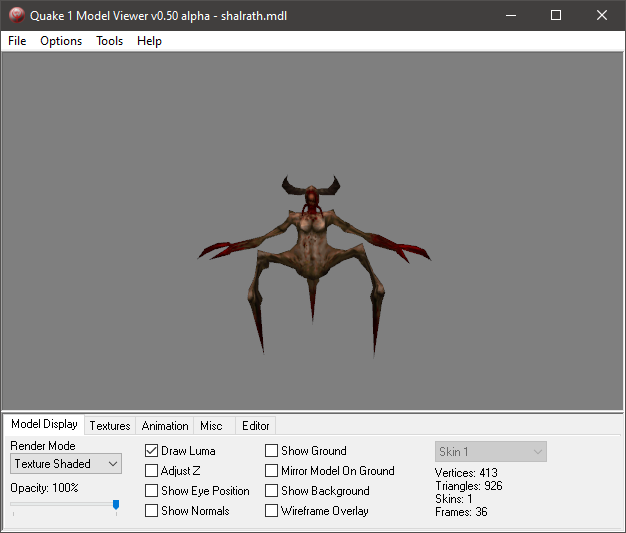 Quake 1 Model Viewer v0.50 alpha - shalrath.mdl
File Options Tools Help
Model Display Textures Animation Misc Editor
Render Mode
Texture Shaded
Opacity: 100%
Draw Luma
Adjust Z
Show Eye Position
Show Normals
Show Ground
Mirror Model On Ground
Show Background
Wireframe Overlay
Skin 1
Vertices: 413
Triangles: 926
Skins: 1
Frames: 36